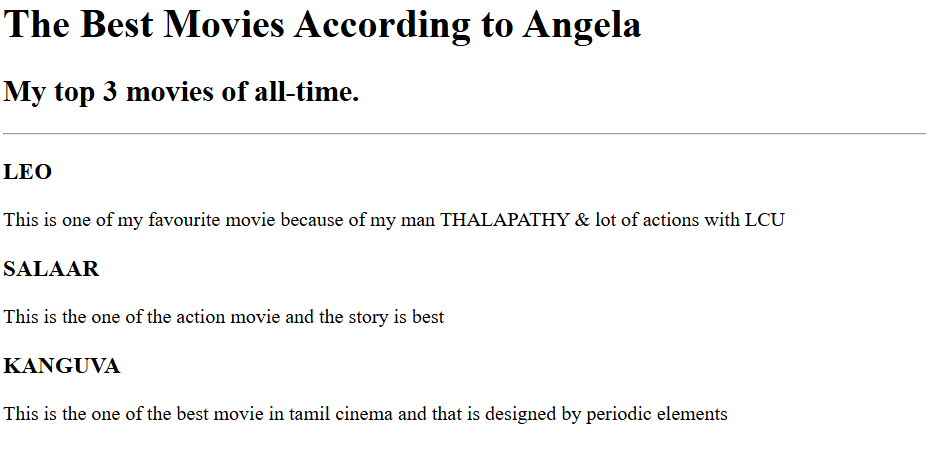 The Best Movies According to Angela
My top 3 movies of all-time.
LEO
This is one of my favourite movie because of my man THALAPATHY & lot of actions with LCU
SALAAR
This is the one of the action movie and the story is best
KANGUVA
This is the one of the best movie in tamil cinema and that is designed by periodic elements